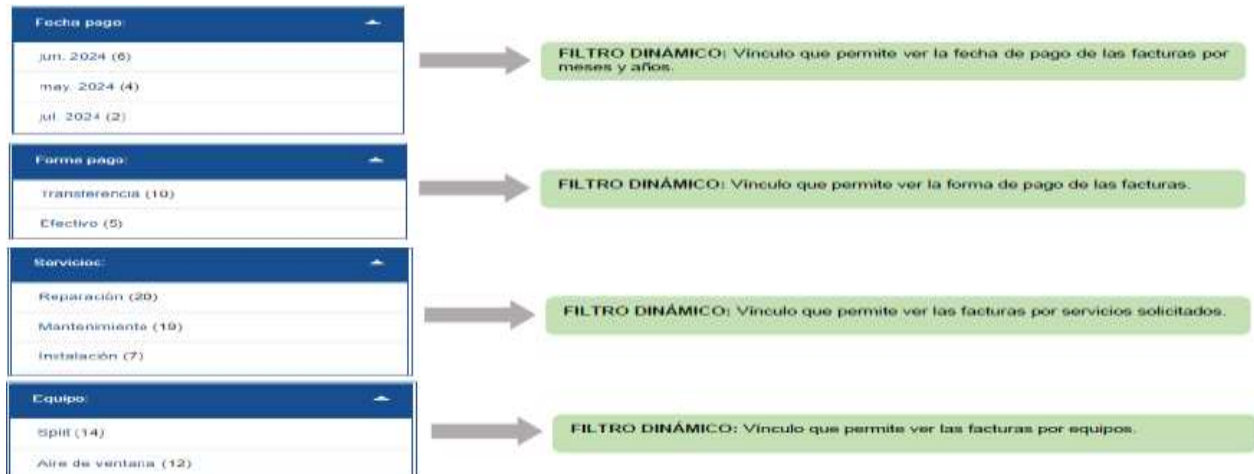 Fecha pago:
jun. 2024 (6)
may. 2024 (4)
jul. 2024 (2)
FILTRO DINÁMICO: Vínculo que permite ver la fecha de pago de las facturas por
meses y años.
Forma pago:
Transferencia (10)
Efectivo (5)
FILTRO DINÁMICO: Vínculo que permite ver la forma de pago de las facturas.
Servicios:
Reparación (20)
Mantenimiento (19)
Instalación (7)
FILTRO DINÁMICO: Vínculo que permite ver las facturas por servicios solicitados.
Equipo:
Split (14)
Aire de ventana (12)
FILTRO DINÁMICO: Vínculo que permite ver las facturas por equipos.